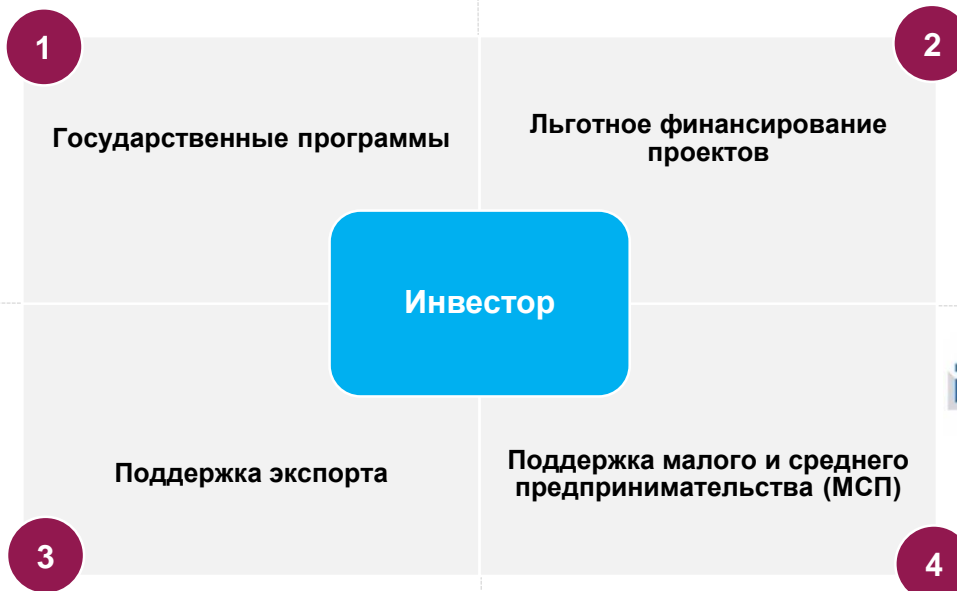 1
2
Государственные программы
Льготное финансирование
проектов
Инвестор
Поддержка экспорта
Поддержка малого и среднего
предпринимательства (МСП)
3
4